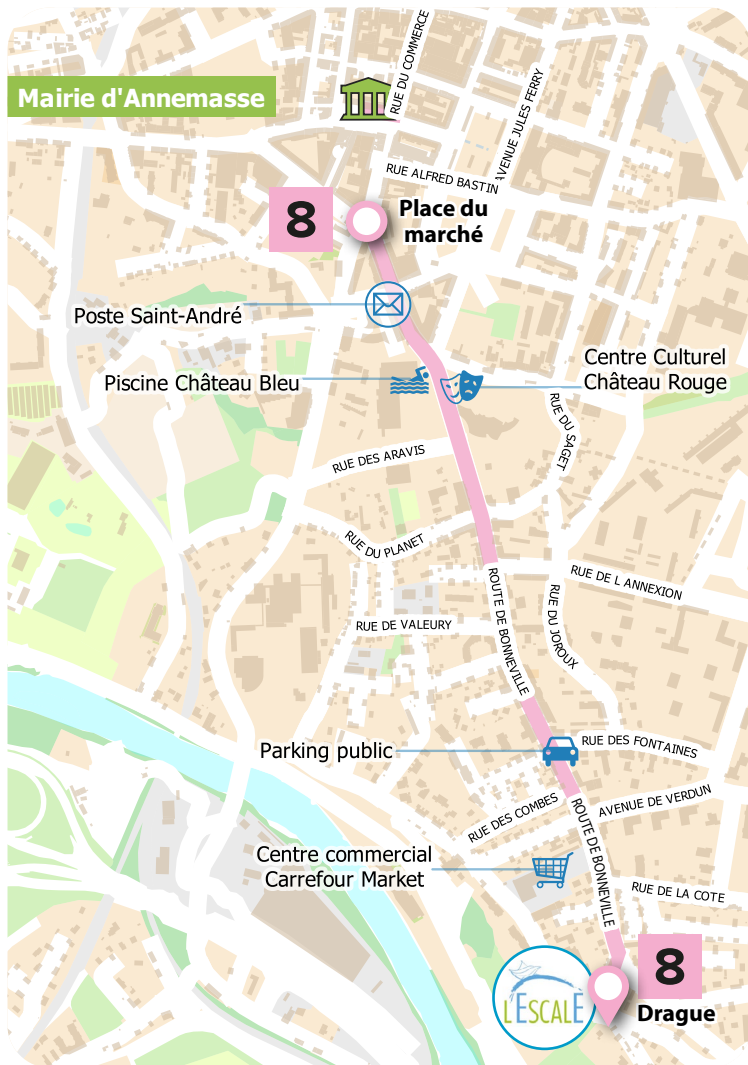 RUE DU COMMERCE
Mairie d'Annemasse
AVENUE JULES FERRY
RUE ALFRED BASTIN
8
Place du
marché
Poste Saint-André
Centre Culturel
Château Rouge
Piscine Château Bleu
RUE DU SAGET
RUE DES ARAVIS
RUE DU PLANET
RUE DE L ANNEXION
ROUTE DE BONNEVILLE
RUE DU JOROUX
RUE DE VALEURY
Parking public
RUE DES FONTAINES
RUE DES COMBES
AVENUE DE VERDUN
ROUTE DE BONNEVILLE
Centre commercial
Carrefour Market
RUE DE LA COTE
8
L'ESCALE
Drague